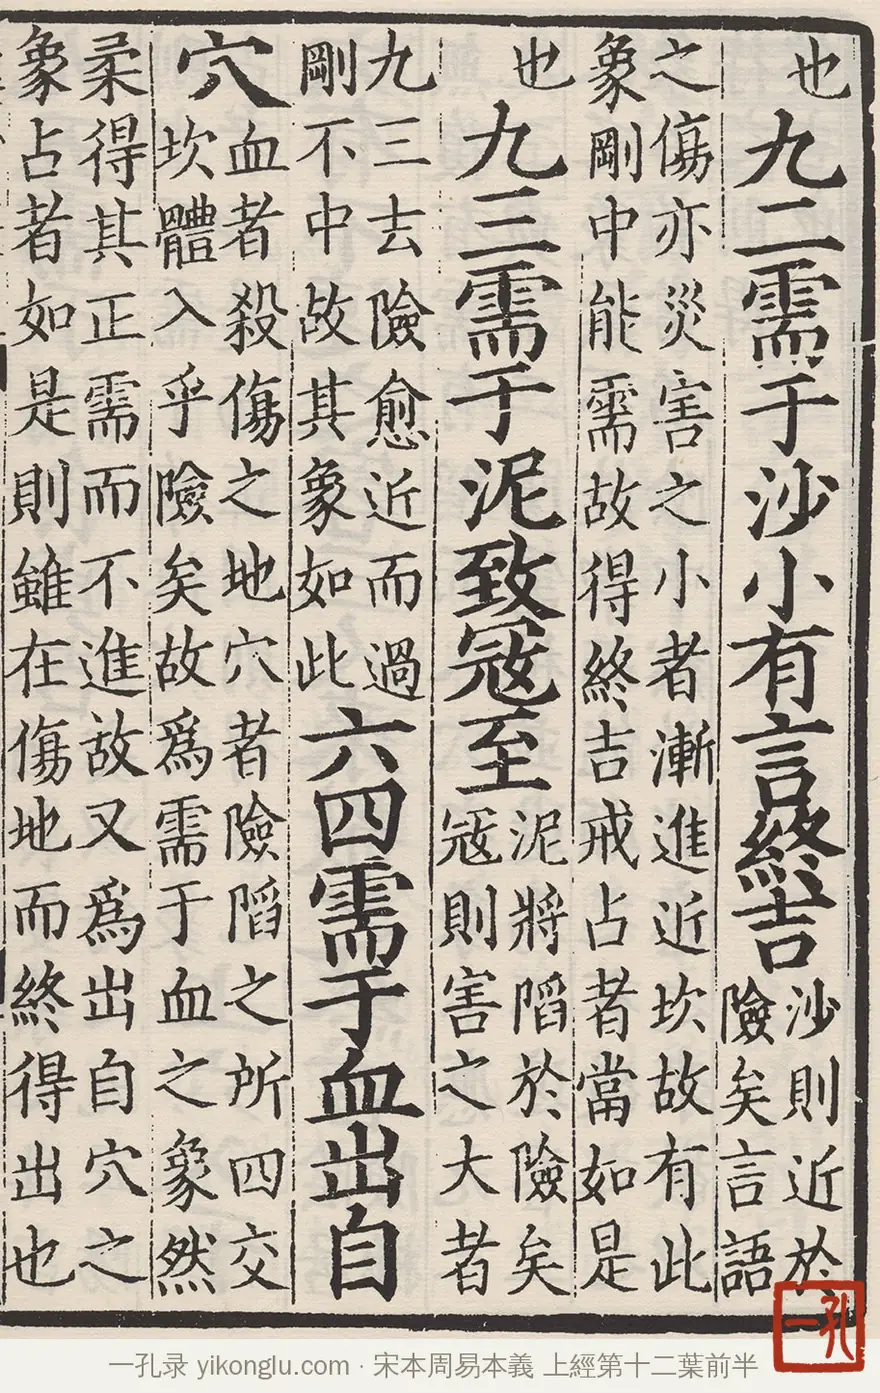 也九二需于沙小有言終吉沙則近於
險矣言語
之傷亦災害之小者漸進近坎故有此
象剛中能需故得終吉戒占者當如是
也九三需于泥致寇至泥將陷於險矣
寇則害之大者
九三去險愈近而過
剛不中故其象如此六四需于血出自
穴血者殺傷之地穴者險陷之所四交
坎體入乎險矣故爲需于血之象然
柔得其正需而不進故又爲出自穴之
象占者如是則雖在傷地而終得出也
一孔
一孔录 yikonglu.com · 宋本周易本義 上經第十二葉前半